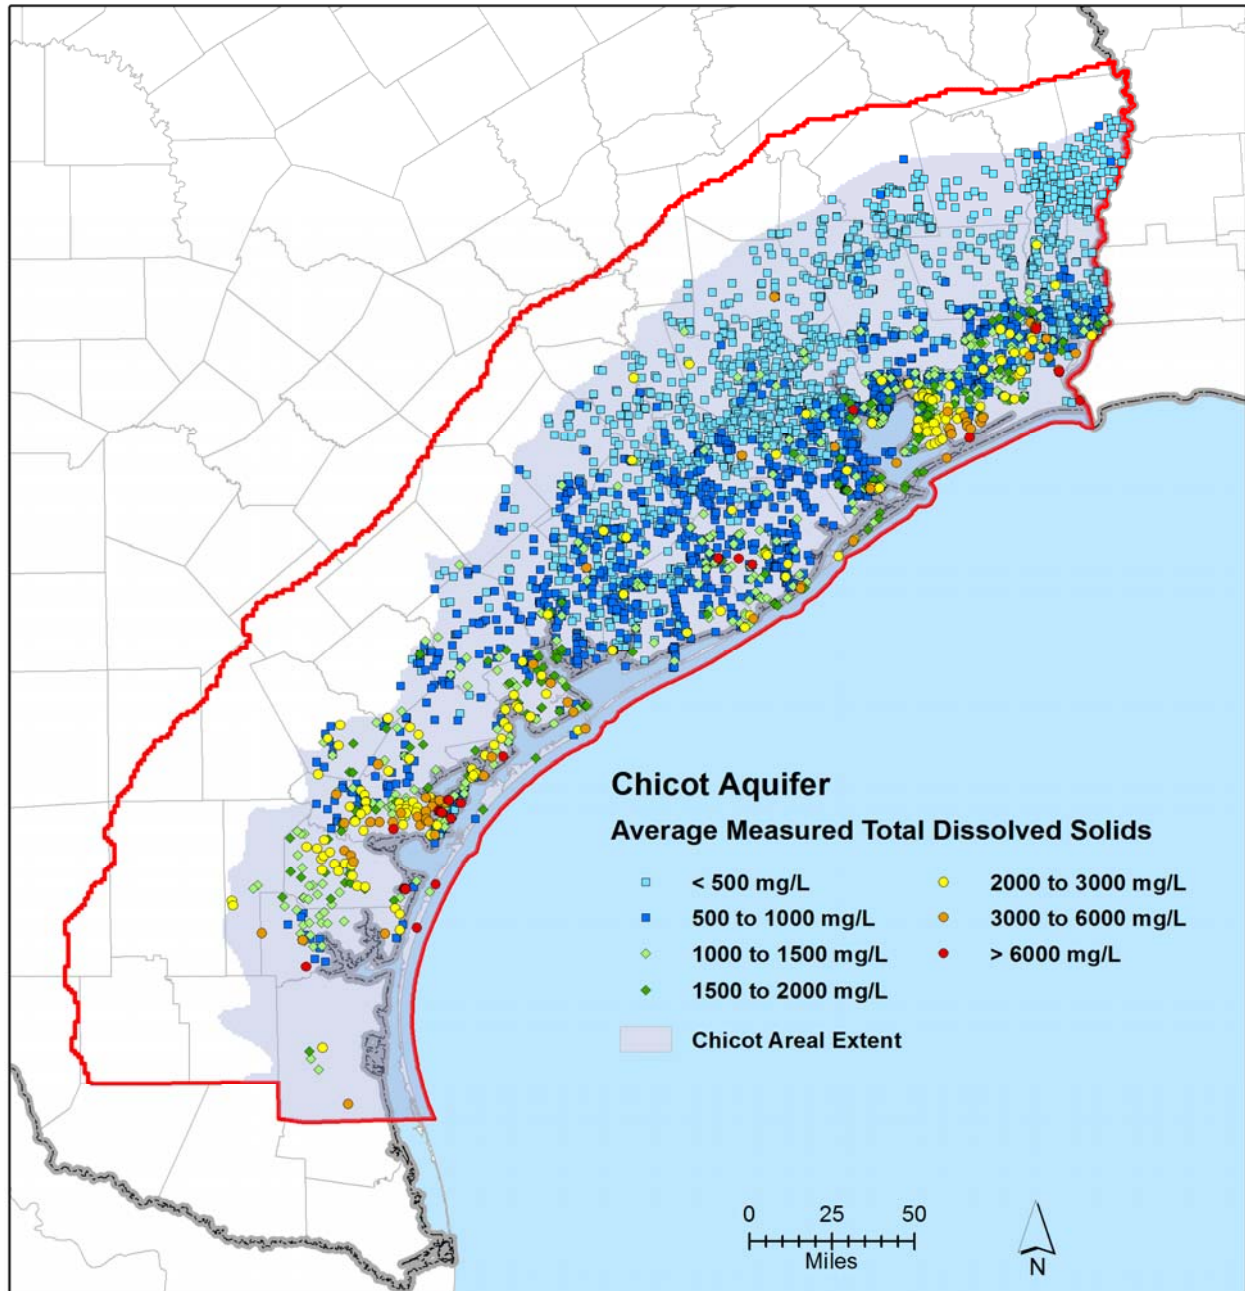 Chicot Aquifer
Average Measured Total Dissolved Solids
< 500 mg/L
500 to 1000 mg/L
1000 to 1500 mg/L
1500 to 2000 mg/L
2000 to 3000 mg/L
3000 to 6000 mg/L
> 6000 mg/L
Chicot Areal Extent
0 25 50
Miles
N